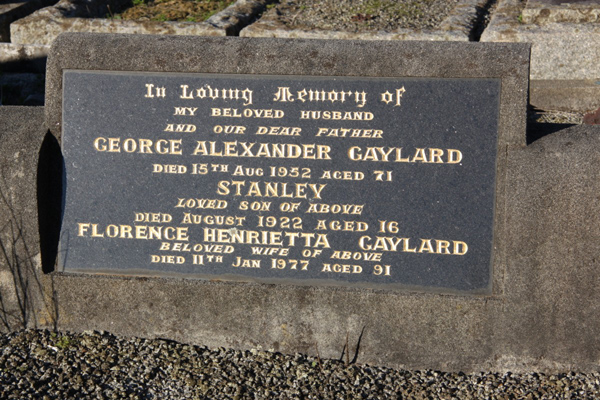 In Loving Memory of
MY BELOVED HUSBAND
AND OUR DEAR FATHER
GEORGE ALEXANDER GAYLARD
DIED 15TH AUG 1952 AGED 71
STANLEY
LOVED SON OF ABOVE
DIED AUGUST 1922 AGED 16
FLORENCE HENRIETTA GAYLARD
BELOVED WIFE OF ABOVE
DIED 11TH JAN 1977 AGED 91